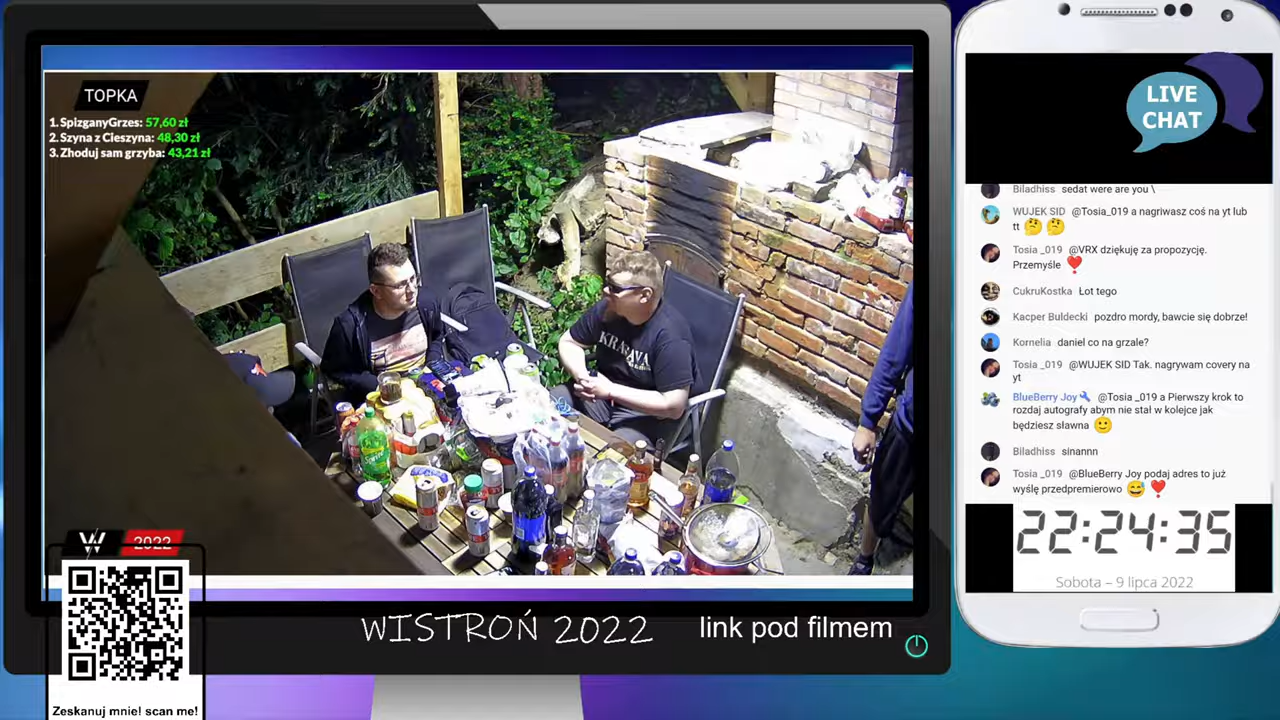 TOPKA
1. SpizganyGrzes: 57,60 zł
2. Szyna z Cieszyna: 48,30 zł
3. Zhoduj sam grzyba: 43,21 zł
LIVE
CHAT
Biladhiss sedat were are you \
WUJEK SID @Tosia_019 a nagriwasz coś na yt lub
tt 🤔 🤔
Tosia _019 @VRX dziękuję za propozycję.
Przemyśle ❣️
CukruKostka Łot tego
Kacper Bułdecki pozdro mordy, bawcie się dobrze!
Kornelia daniel co na grzale?
Tosia _019 @WUJEK SID Tak. nagrywam covery na
yt
BlueBerry Joy🔧 @Tosia _019 a Pierwszy krok to
rozdaj autografy abym nie stał w kolejce jak
będziesz sławna 🙂
Biladhiss sinannn
Tosia _019 @BlueBerry Joy podaj adres to już
wyślę przedpremierowo 😅 ❣️
22:24:35
Sobota – 9 lipca 2022
W 2022
WISTROŃ 2022
link pod filmem
Zeskanuj mnie! scan me!